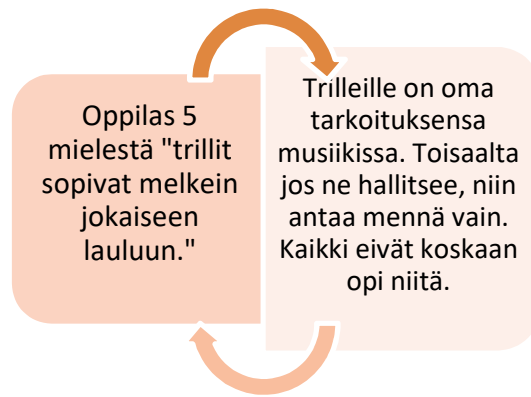 Oppilas 5
mielestä "trillit
sopivat melkein
jokaiseen
lauluun."
Trilleille on oma
tarkoituksensa
musiikissa. Toisaalta
jos ne hallitsee, niin
antaa mennä vain.
Kaikki eivät koskaan
opi niitä.